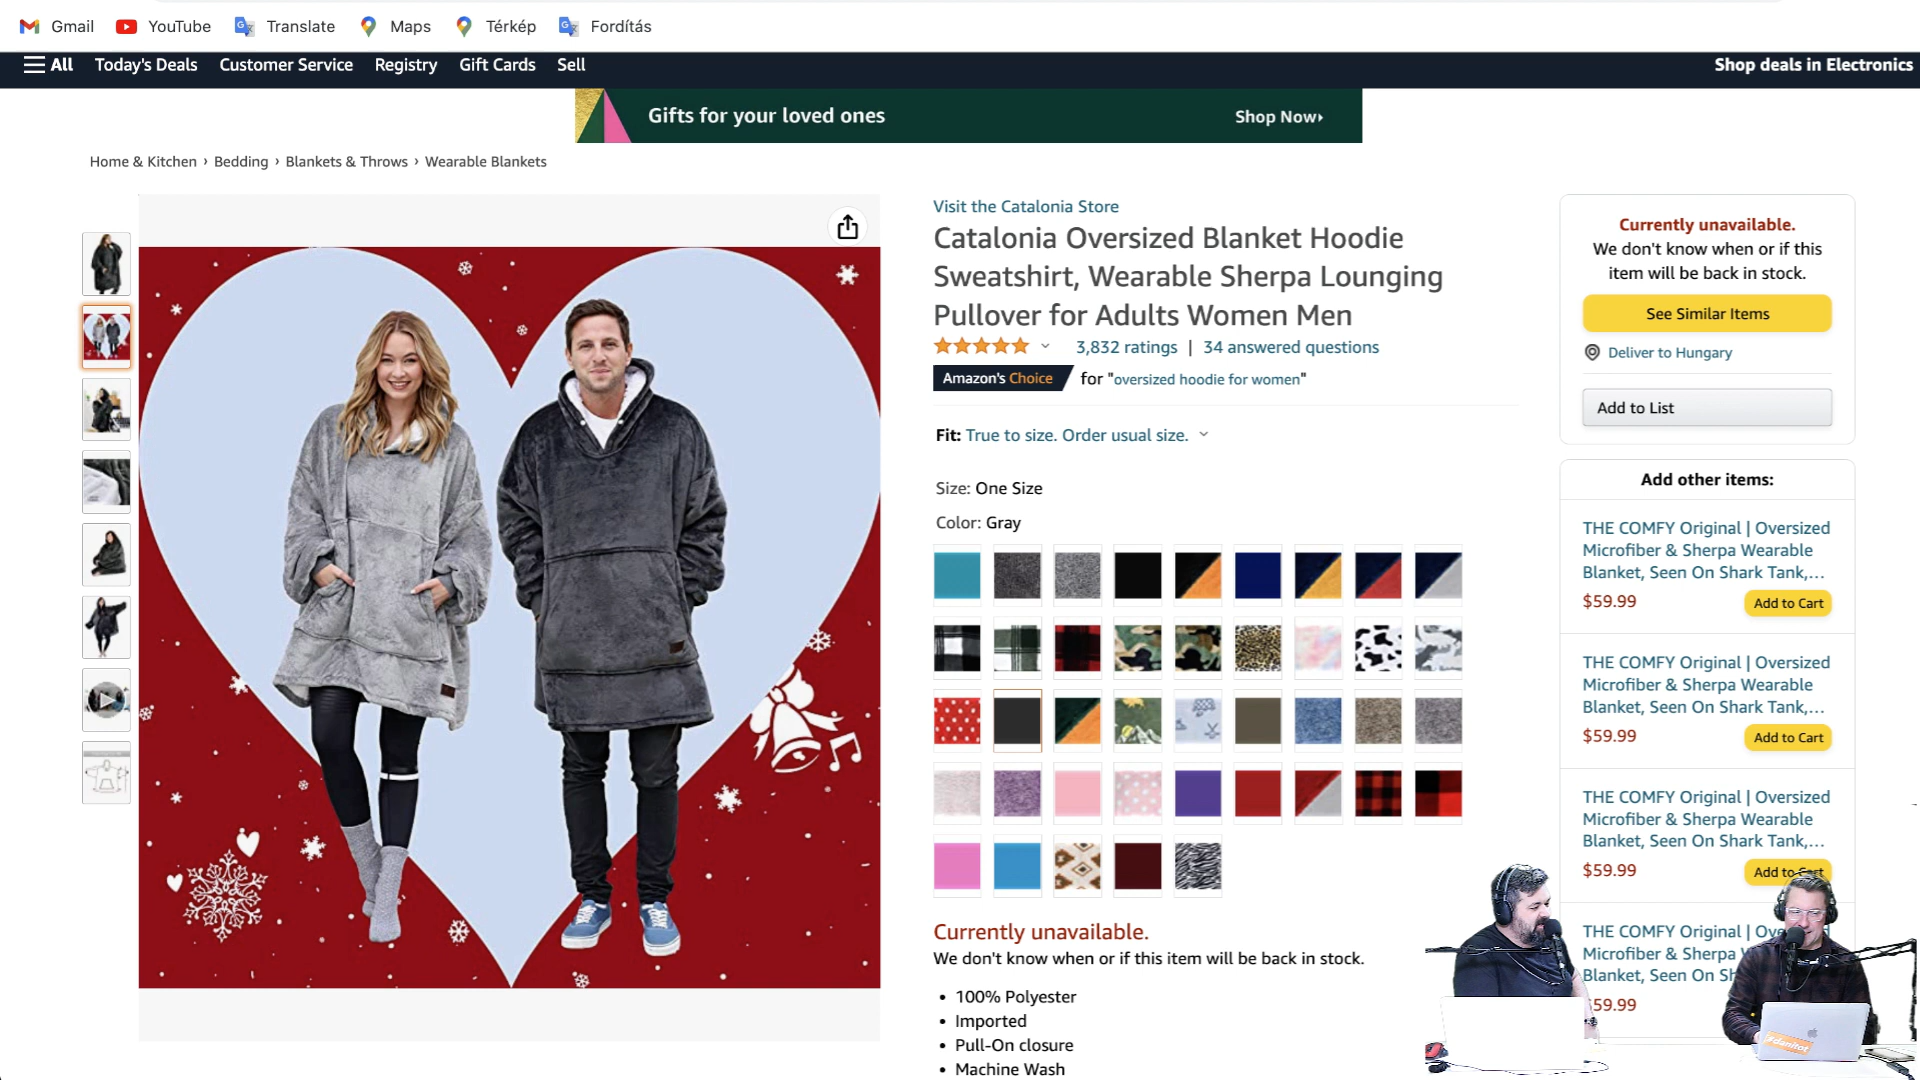 Gmail
YouTube
Translate
Maps
Térkép
Fordítás
All
Today's Deals
Customer Service
Registry
Gift Cards
Sell
Shop deals in Electronics
Gifts for your loved ones
Shop Now
Home & Kitchen › Bedding › Blankets & Throws › Wearable Blankets
Visit the Catalonia Store
Catalonia Oversized Blanket Hoodie
Sweatshirt, Wearable Sherpa Lounging
Pullover for Adults Women Men
3,832 ratings | 34 answered questions
Amazon's Choice for "oversized hoodie for women"
Fit: True to size. Order usual size.
Size: One Size
Color: Gray
Currently unavailable.
We don't know when or if this item will be back in stock.
• 100% Polyester
• Imported
• Pull-On closure
• Machine Wash
Currently unavailable.
We don't know when or if this
item will be back in stock.
See Similar Items
Deliver to Hungary
Add to List
Add other items:
THE COMFY Original | Oversized
Microfiber & Sherpa Wearable
Blanket, Seen On Shark Tank,...
$59.99
Add to Cart
THE COMFY Original | Oversized
Microfiber & Sherpa Wearable
Blanket, Seen On Shark Tank,...
$59.99
Add to Cart
THE COMFY Original | Oversized
Microfiber & Sherpa Wearable
Blanket, Seen On Shark Tank,...
$59.99
Add to Cart
THE COMFY Original |
Microfiber & Sherpa
Blanket, Seen On
59.99